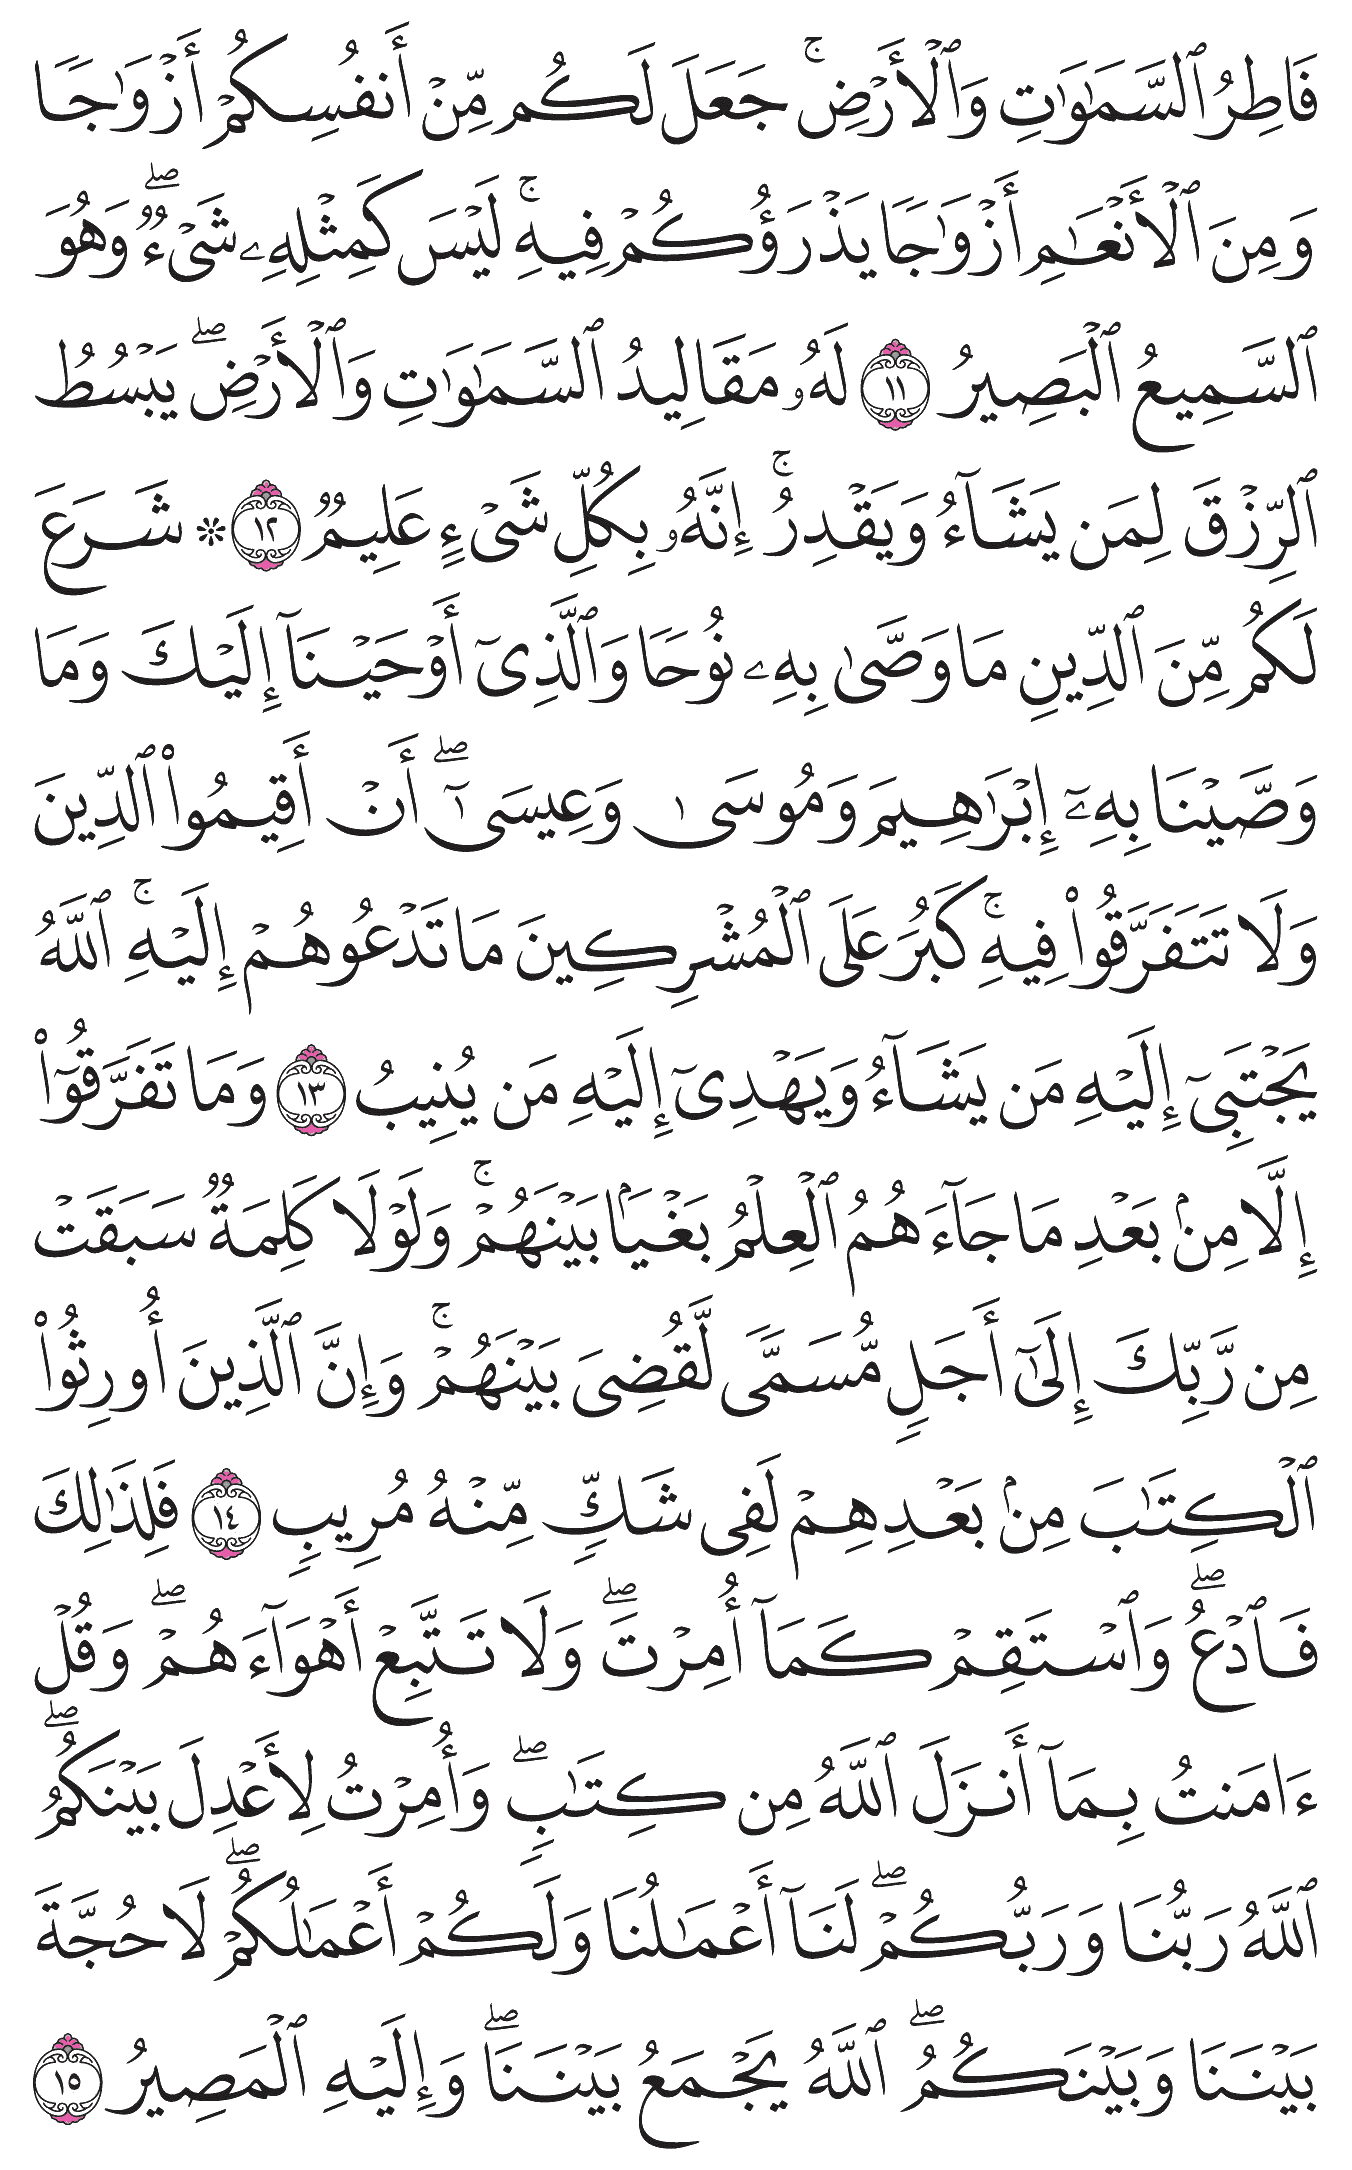 فَاطِرُ ٱلسَّمَٰوَٰتِ وَٱلْأَرْضِۚ جَعَلَ لَكُم مِّنْ أَنفُسِكُمْ أَزْوَٰجًا
وَمِنَ ٱلْأَنْعَٰمِ أَزْوَٰجًا يَذْرَؤُكُمْ فِيهِۚ لَيْسَ كَمِثْلِهِۦ شَىْءٌۖ وَهُوَ
ٱلسَّمِيعُ ٱلْبَصِيرُ ١١ لَهُۥ مَقَالِيدُ ٱلسَّمَٰوَٰتِ وَٱلْأَرْضِۖ يَبْسُطُ
ٱلرِّزْقَ لِمَن يَشَآءُ وَيَقْدِرُۚ إِنَّهُۥ بِكُلِّ شَىْءٍ عَلِيمٌ ١٢ ۞ شَرَعَ
لَكُم مِّنَ ٱلدِّينِ مَا وَصَّىٰ بِهِۦ نُوحًا وَٱلَّذِىٓ أَوْحَيْنَآ إِلَيْكَ وَمَا
وَصَّيْنَا بِهِۦٓ إِبْرَٰهِيمَ وَمُوسَىٰ وَعِيسَىٰٓۖ أَنْ أَقِيمُوا۟ ٱلدِّينَ
وَلَا تَتَفَرَّقُوا۟ فِيهِۚ كَبُرَ عَلَى ٱلْمُشْرِكِينَ مَا تَدْعُوهُمْ إِلَيْهِۚ ٱللَّهُ
يَجْتَبِىٓ إِلَيْهِ مَن يَشَآءُ وَيَهْدِىٓ إِلَيْهِ مَن يُنِيبُ ١٣ وَمَا تَفَرَّقُوٓا۟
إِلَّا مِنۢ بَعْدِ مَا جَآءَهُمُ ٱلْعِلْمُ بَغْيًۢا بَيْنَهُمْۚ وَلَوْلَا كَلِمَةٌ سَبَقَتْ
مِن رَّبِّكَ إِلَىٰٓ أَجَلٍ مُّسَمًّى لَّقُضِىَ بَيْنَهُمْۚ وَإِنَّ ٱلَّذِينَ أُورِثُوا۟
ٱلْكِتَٰبَ مِنۢ بَعْدِهِمْ لَفِى شَكٍّ مِّنْهُ مُرِيبٍ ١٤ فَلِذَٰلِكَ
فَٱدْعُۖ وَٱسْتَقِمْ كَمَآ أُمِرْتَۖ وَلَا تَتَّبِعْ أَهْوَآءَهُمْۖ وَقُلْ
ءَامَنتُ بِمَآ أَنزَلَ ٱللَّهُ مِن كِتَٰبٍۖ وَأُمِرْتُ لِأَعْدِلَ بَيْنَكُمُۖ
ٱللَّهُ رَبُّنَا وَرَبُّكُمْۖ لَنَآ أَعْمَٰلُنَا وَلَكُمْ أَعْمَٰلُكُمْۖ لَا حُجَّةَ
بَيْنَنَا وَبَيْنَكُمُۖ ٱللَّهُ يَجْمَعُ بَيْنَنَاۖ وَإِلَيْهِ ٱلْمَصِيرُ ١٥